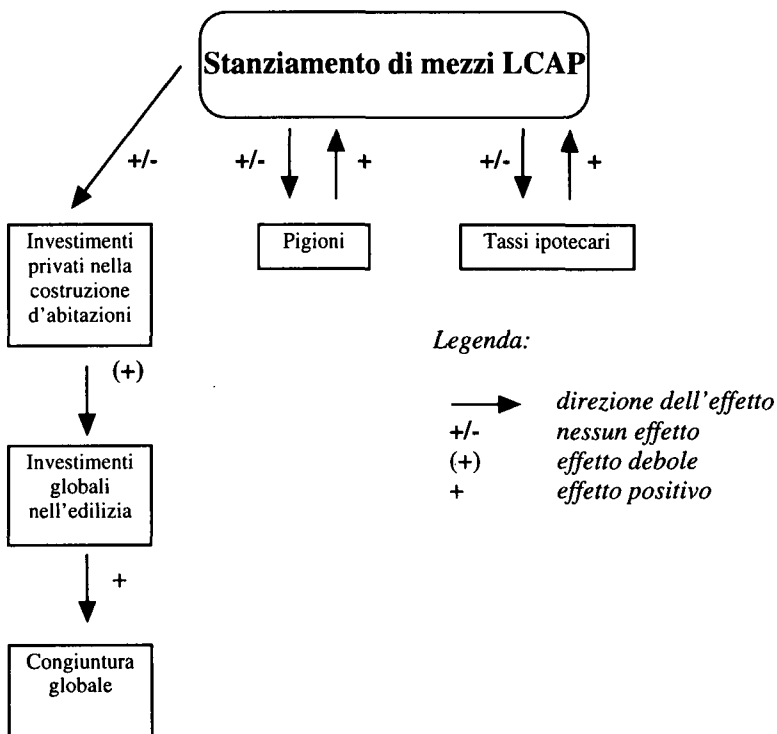 Stanziamento di mezzi LCAP
+/-
+/-
+
+/-
+
Investimenti
privati nella
costruzione
d'abitazioni
Pigioni
Tassi ipotecari
(+)
Investimenti
globali
nell'edilizia
+
Congiuntura
globale
Legenda:
direzione dell'effetto
+/- nessun effetto
(+) effetto debole
+ effetto positivo